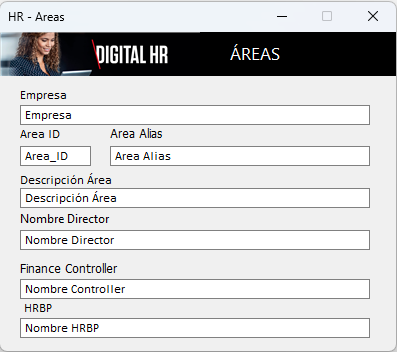 HR - Areas
DIGITAL HR ÁREAS
Empresa
Empresa
Area ID Area Alias
Area_ID Area Alias
Descripción Área
Descripción Área
Nombre Director
Nombre Director
Finance Controller
Nombre Controller
HRBP
Nombre HRBP